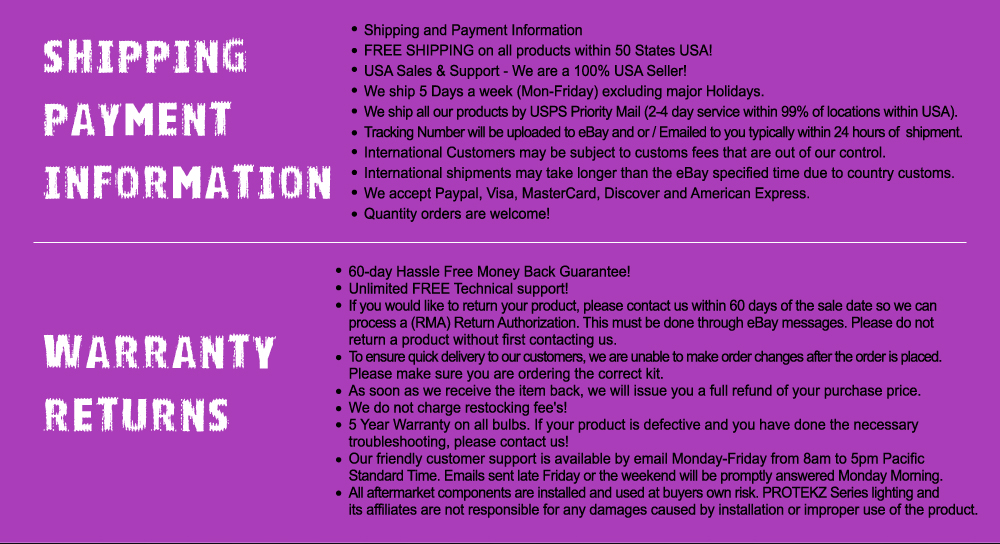 SHIPPING
PAYMENT
INFORMATION
• Shipping and Payment Information
• FREE SHIPPING on all products within 50 States USA!
• USA Sales & Support - We are a 100% USA Seller!
• We ship 5 Days a week (Mon-Friday) excluding major Holidays.
• We ship all our products by USPS Priority Mail (2-4 day service within 99% of locations within USA).
• Tracking Number will be uploaded to eBay and or / Emailed to you typically within 24 hours of shipment.
• International Customers may be subject to customs fees that are out of our control.
• International shipments may take longer than the eBay specified time due to country customs.
• We accept Paypal, Visa, MasterCard, Discover and American Express.
• Quantity orders are welcome!
WARRANTY
RETURNS
• 60-day Hassle Free Money Back Guarantee!
• Unlimited FREE Technical support!
• If you would like to return your product, please contact us within 60 days of the sale date so we can
process a (RMA) Return Authorization. This must be done through eBay messages. Please do not
return a product without first contacting us.
• To ensure quick delivery to our customers, we are unable to make order changes after the order is placed.
Please make sure you are ordering the correct kit.
• As soon as we receive the item back, we will issue you a full refund of your purchase price.
• We do not charge restocking fee's!
• 5 Year Warranty on all bulbs. If your product is defective and you have done the necessary
troubleshooting, please contact us!
• Our friendly customer support is available by email Monday-Friday from 8am to 5pm Pacific
Standard Time. Emails sent late Friday or the weekend will be promptly answered Monday Morning.
• All aftermarket components are installed and used at buyers own risk. PROTEKZ Series lighting and
its affiliates are not responsible for any damages caused by installation or improper use of the product.